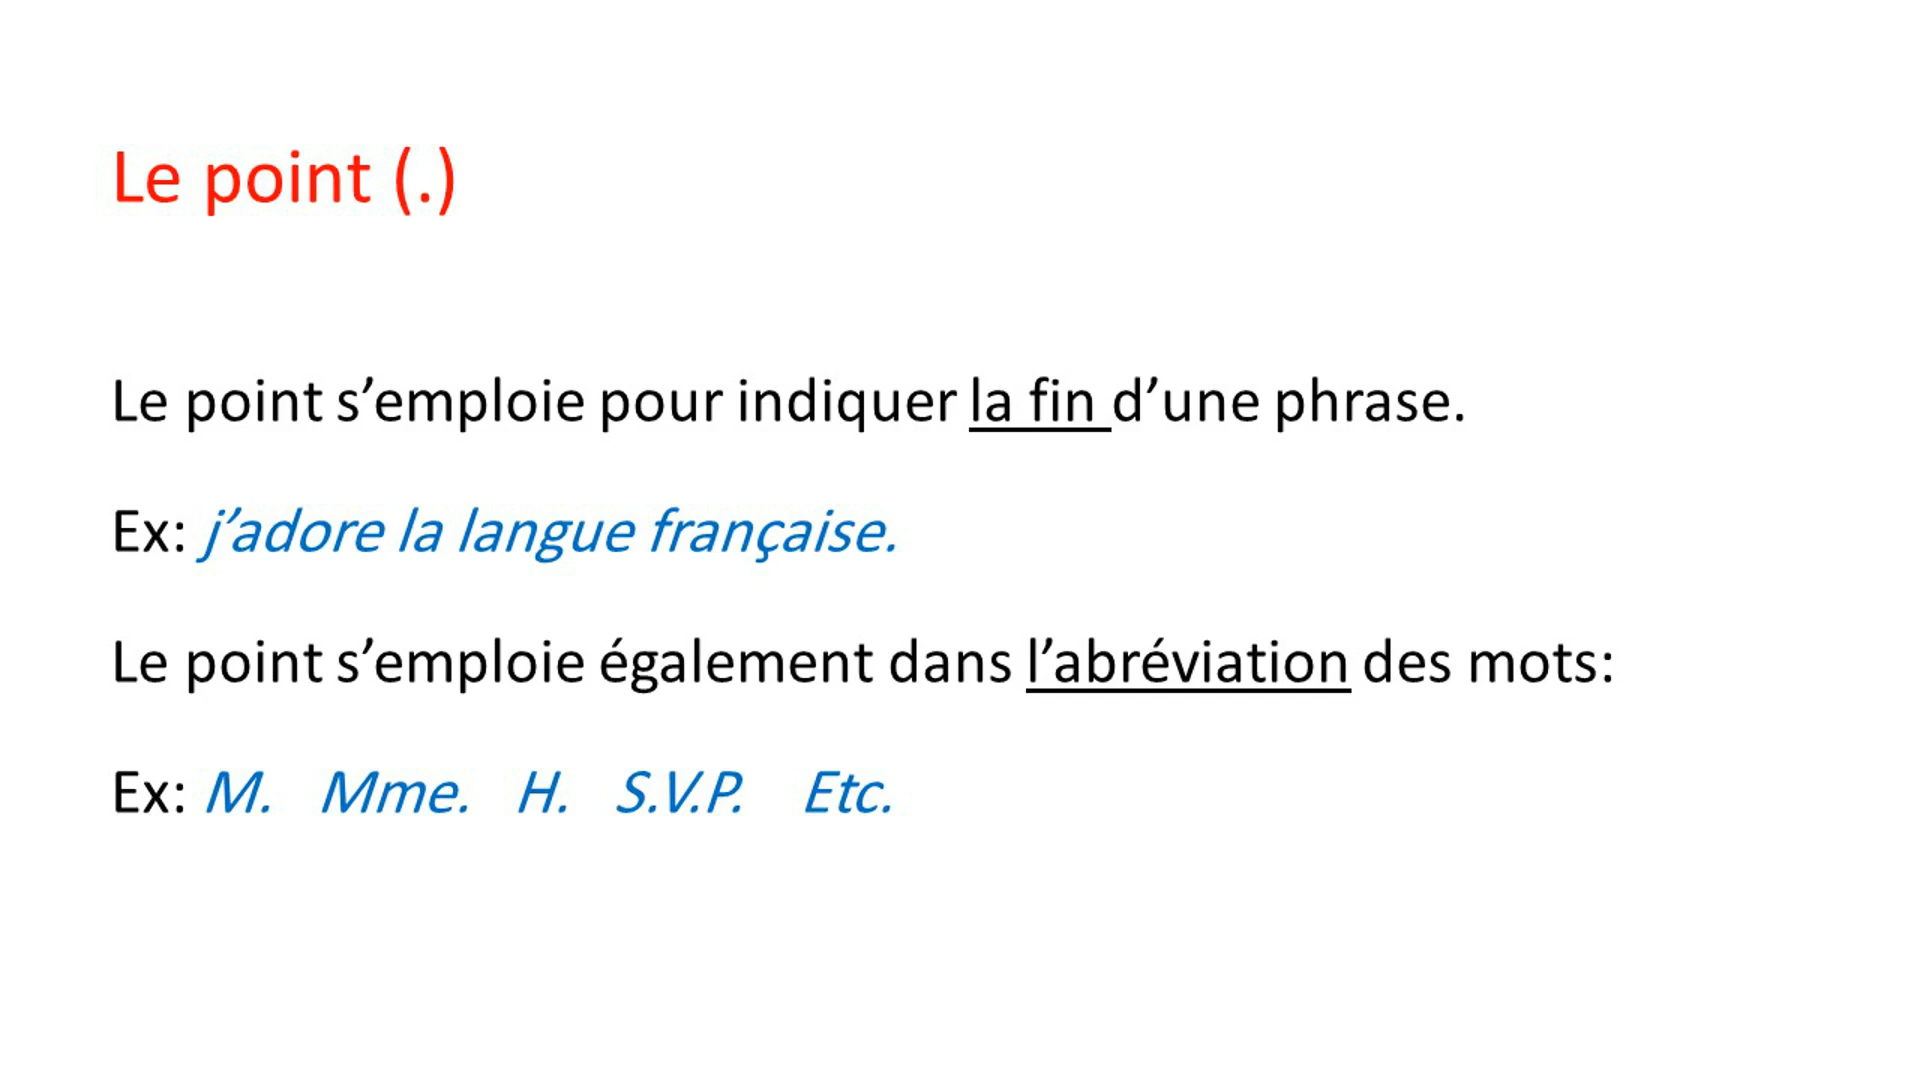 Le point (.)
Le point s’emploie pour indiquer la fin d’une phrase.
Ex: j’adore la langue française.
Le point s’emploie également dans l’abréviation des mots:
Ex: M. Mme. H. S.V.P. Etc.